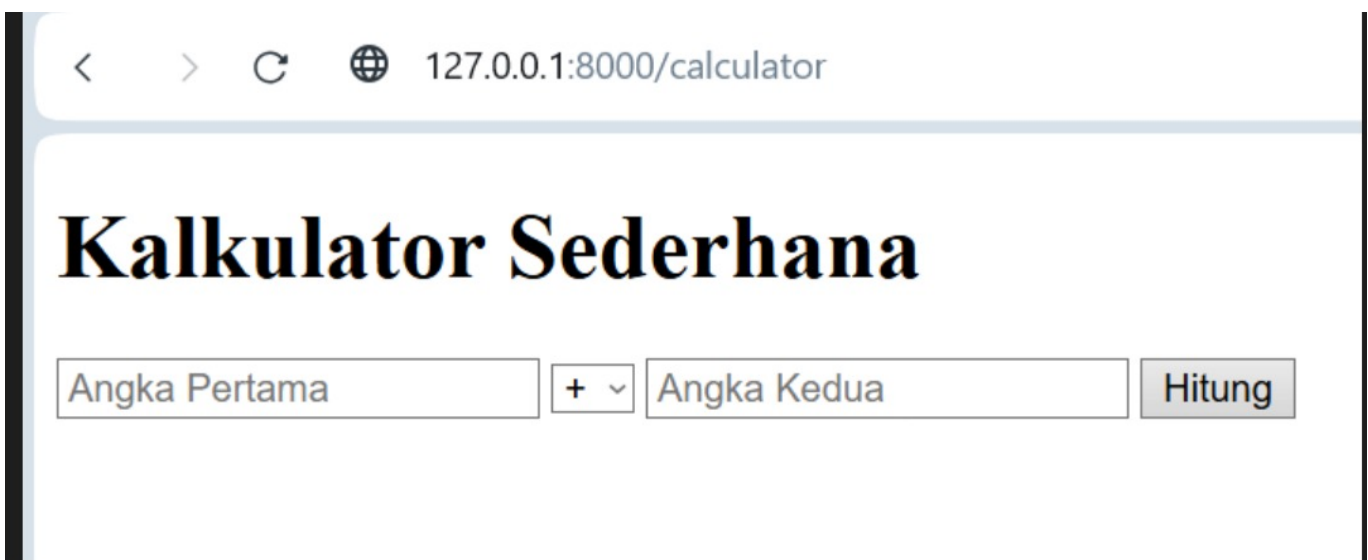 127.0.0.1:8000/calculator
Kalkulator Sederhana
Angka Pertama + Angka Kedua Hitung